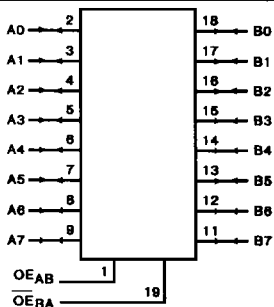 A0 2 18 B0
A1 3 17 B1
A2 4 16 B2
A3 5 15 B3
A4 6 14 B4
A5 7 13 B5
A6 8 12 B6
A7 9 11 B7
OEAB 1
OEBA 19